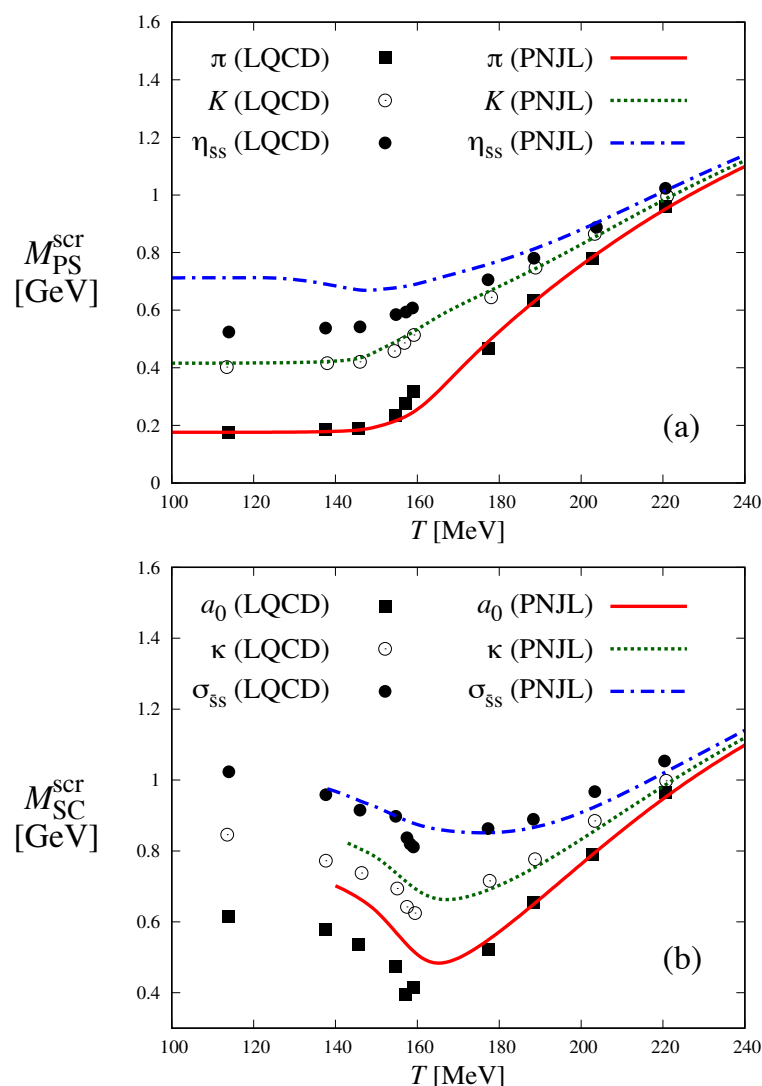 1.6
1.4
1.2
1
0.8
0.6
0.4
0.2
0
M_PS^scr
[GeV]
π (LQCD) π (PNJL)
K (LQCD) K (PNJL)
η_s̄s (LQCD) η_s̄s (PNJL)
(a)
100 120 140 160 180 200 220 240
T [MeV]
1.6
1.4
1.2
1
0.8
0.6
0.4
M_SC^scr
[GeV]
a₀ (LQCD) a₀ (PNJL)
κ (LQCD) κ (PNJL)
σ_s̄s (LQCD) σ_s̄s (PNJL)
(b)
100 120 140 160 180 200 220 240
T [MeV]